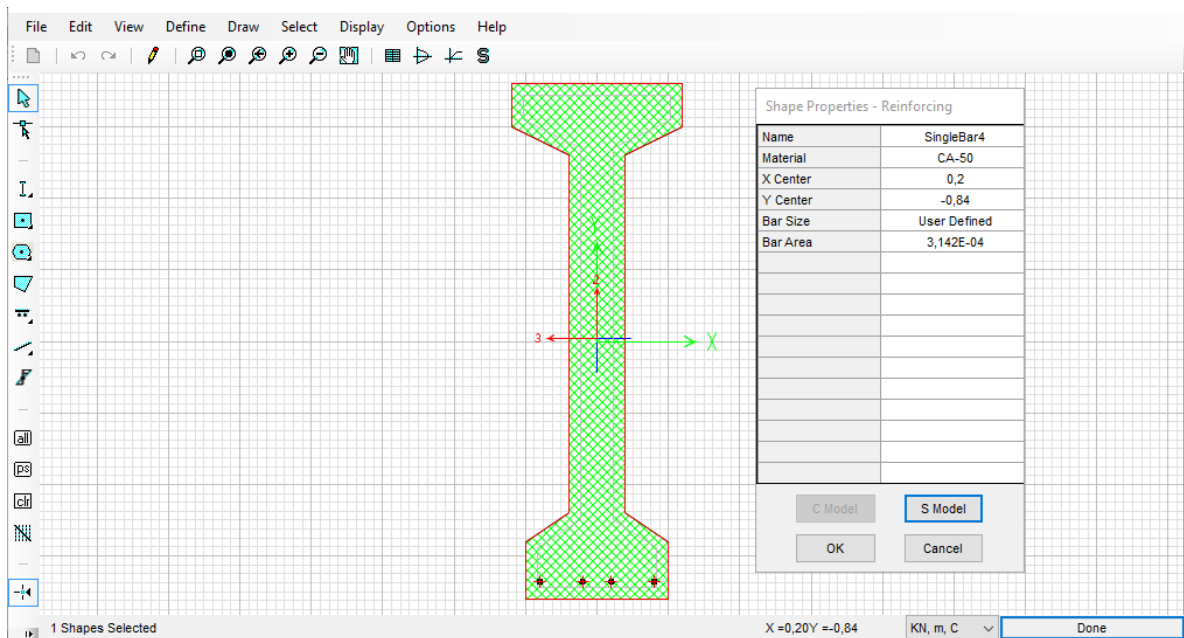 File Edit View Define Draw Select Display Options Help
S
Shape Properties - Reinforcing
Name SingleBar4
Material CA-50
X Center 0,2
Y Center -0,84
Bar Size User Defined
Bar Area 3,142E-04
Y
2
3
X
I
all
ps
clr
C Model S Model
OK Cancel
1 Shapes Selected X =0,20Y =-0,84 KN, m, C Done